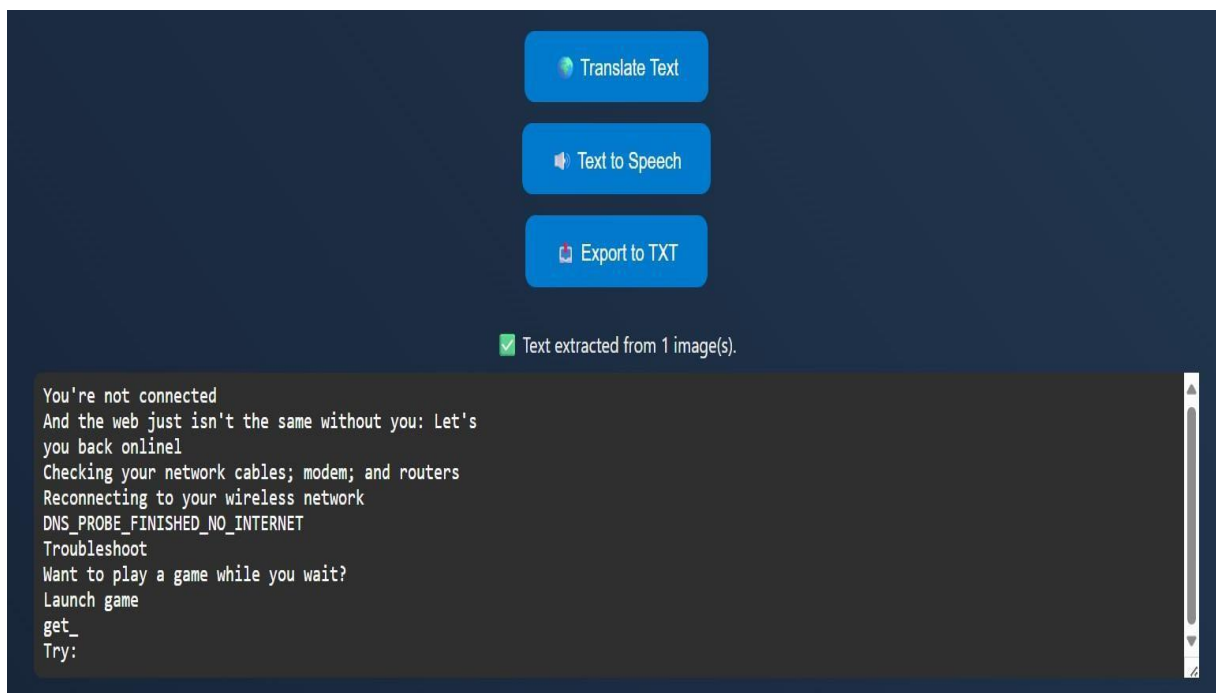 Translate Text
Text to Speech
Export to TXT
Text extracted from 1 image(s).
You're not connected
And the web just isn't the same without you: Let's
you back onlinel
Checking your network cables; modem; and routers
Reconnecting to your wireless network
DNS_PROBE_FINISHED_NO_INTERNET
Troubleshoot
Want to play a game while you wait?
Launch game
get_
Try: